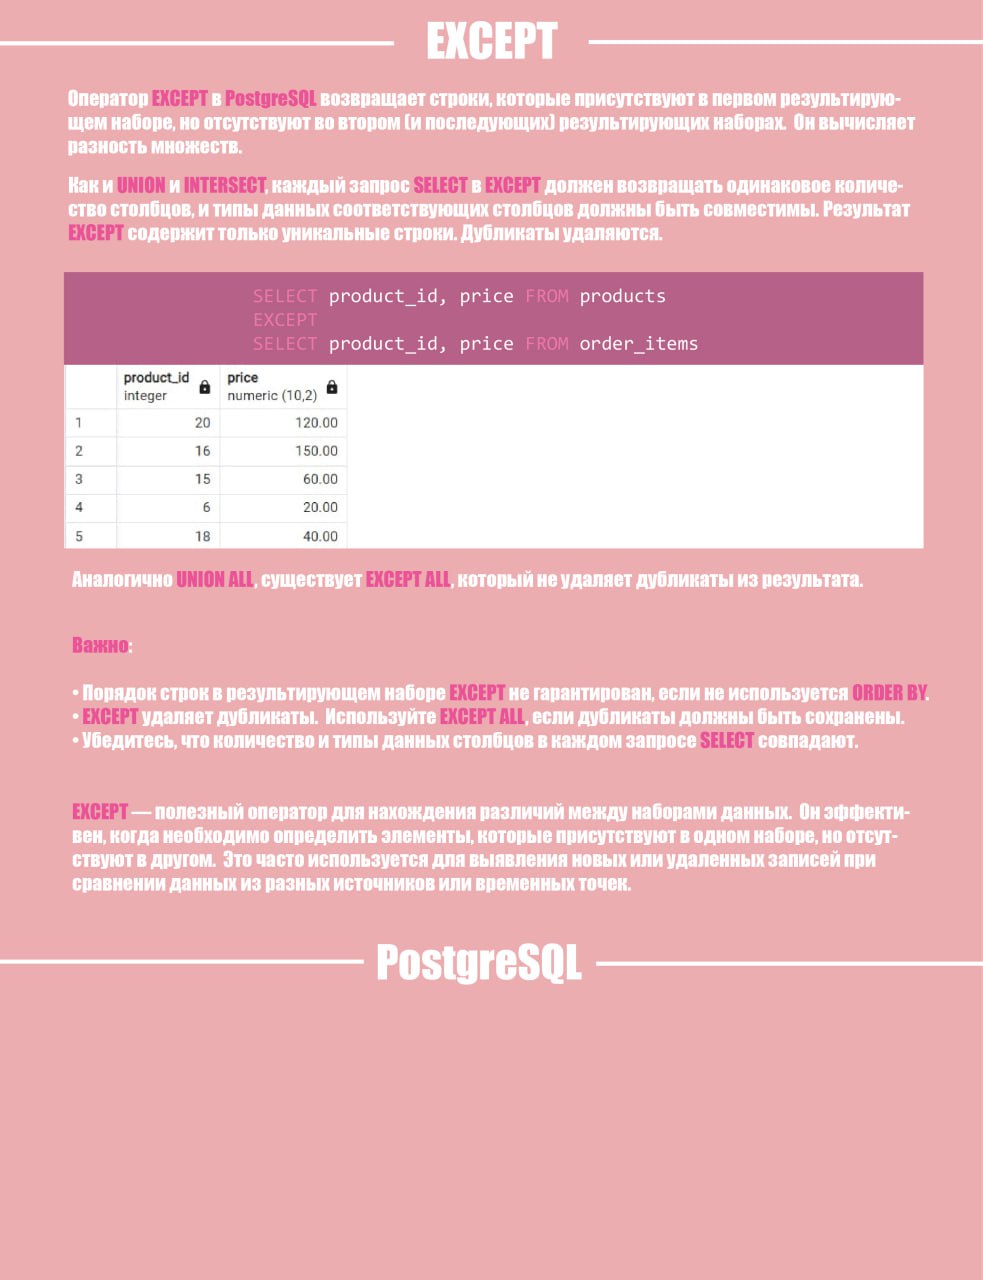 EXCEPT
Оператор EXCEPT в PostgreSQL возвращает строки, которые присутствуют в первом результирую-
щем наборе, но отсутствуют во втором (и последующих) результирующих наборах. Он вычисляет
разность множеств.
Как и UNION и INTERSECT, каждый запрос SELECT в EXCEPT должен возвращать одинаковое количе-
ство столбцов, и типы данных соответствующих столбцов должны быть совместимы. Результат
EXCEPT содержит только уникальные строки. Дубликаты удаляются.
SELECT product_id, price FROM products
EXCEPT
SELECT product_id, price FROM order_items
product_id price
integer numeric (10,2)
1 20 120.00
2 16 150.00
3 15 60.00
4 6 20.00
5 18 40.00
Аналогично UNION ALL, существует EXCEPT ALL, который не удаляет дубликаты из результата.
Важно:
• Порядок строк в результирующем наборе EXCEPT не гарантирован, если не используется ORDER BY.
• EXCEPT удаляет дубликаты. Используйте EXCEPT ALL, если дубликаты должны быть сохранены.
• Убедитесь, что количество и типы данных столбцов в каждом запросе SELECT совпадают.
EXCEPT — полезный оператор для нахождения различий между наборами данных. Он эффекти-
вен, когда необходимо определить элементы, которые присутствуют в одном наборе, но отсут-
ствуют в другом. Это часто используется для выявления новых или удаленных записей при
сравнении данных из разных источников или временных точек.
PostgreSQL